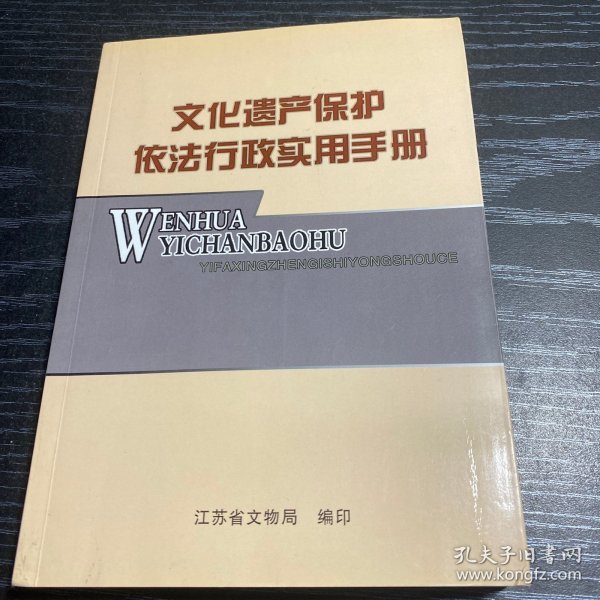 文化遗产保护
依法行政实用手册
WENHUA
YICHANBAOHU
YIFAXINGZHENGISHIYONGSHOUCE
江苏省文物局 编印
孔夫子旧书网
www.kongfz.com